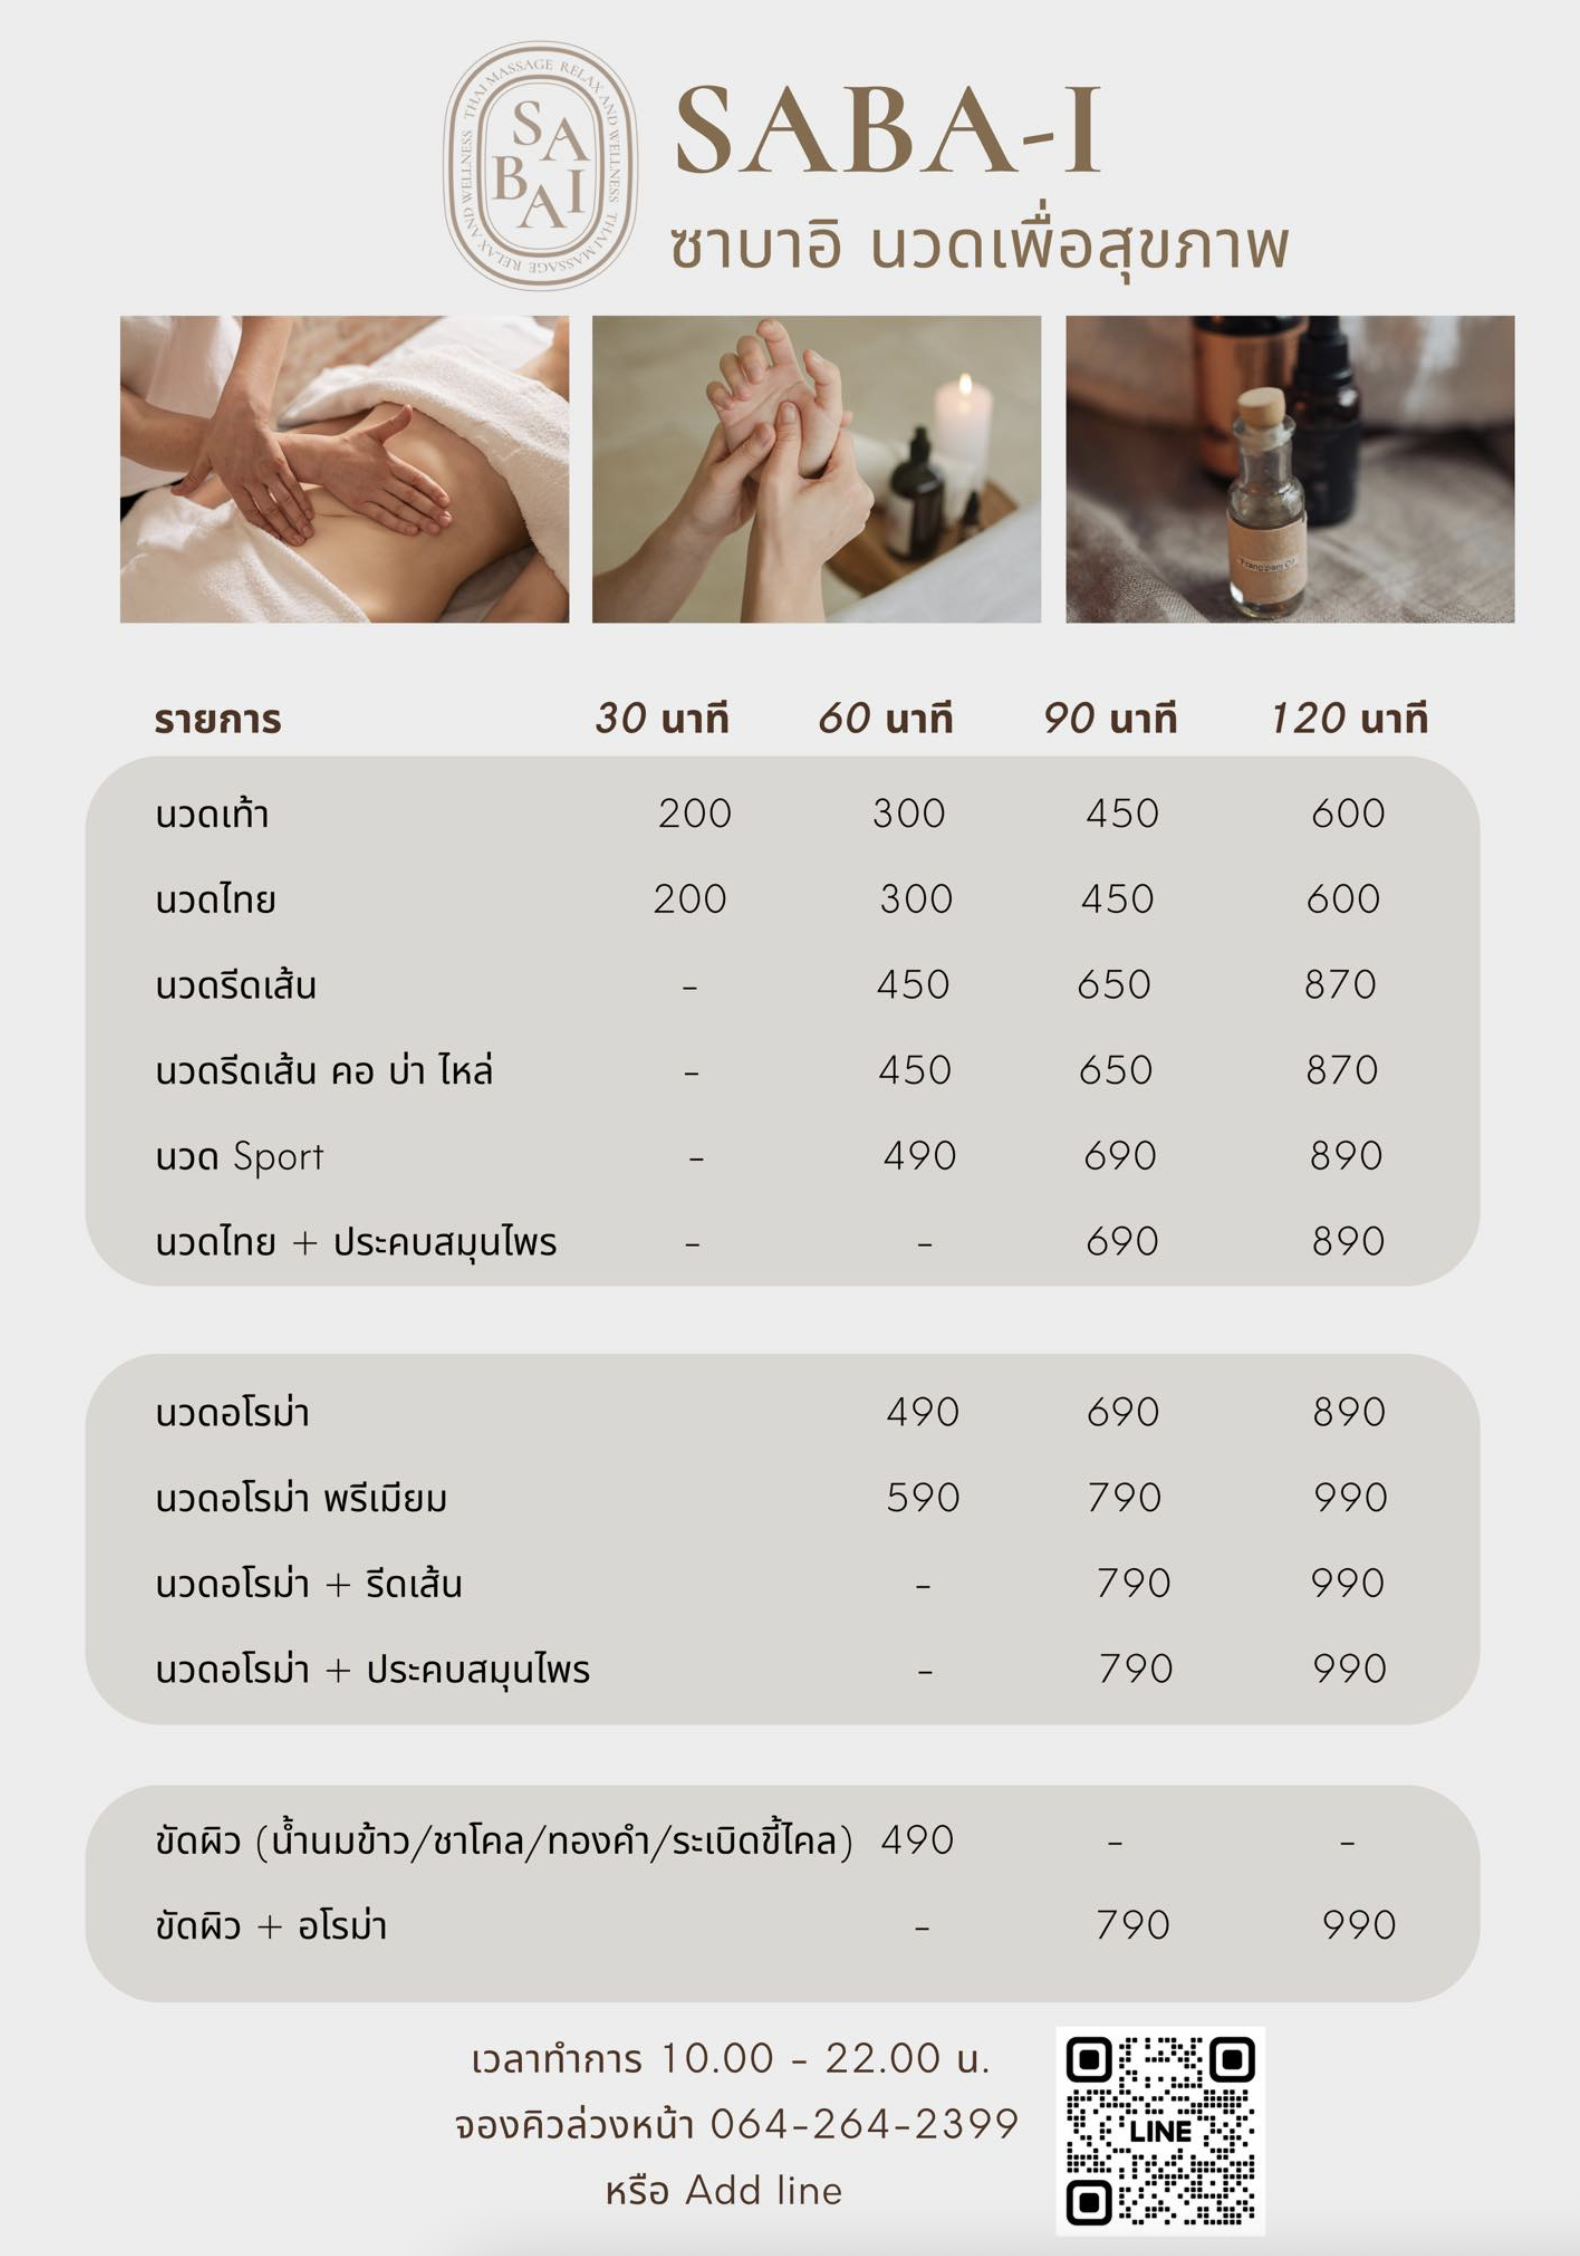 THAI MASSAGE RELAX AND WELLNESS THAI MASSAGE RELAX AND WELLNESS
SA
BAI
SABA-I
ซาบาอิ นวดเพื่อสุขภาพ
รายการ 30 นาที 60 นาที 90 นาที 120 นาที
นวดเท้า 200 300 450 600
นวดไทย 200 300 450 600
นวดรีดเส้น - 450 650 870
นวดรีดเส้น คอ บ่า ไหล่ - 450 650 870
นวด Sport - 490 690 890
นวดไทย + ประคบสมุนไพร - - 690 890
นวดอโรม่า 490 690 890
นวดอโรม่า พรีเมียม 590 790 990
นวดอโรม่า + รีดเส้น - 790 990
นวดอโรม่า + ประคบสมุนไพร - 790 990
ขัดผิว (น้ำนมข้าว/ชาโคล/ทองคำ/ระเบิดขี้ไคล) 490 - -
ขัดผิว + อโรม่า - 790 990
เวลาทำการ 10.00 - 22.00 น.
จองคิวล่วงหน้า 064-264-2399
หรือ Add line
LINE